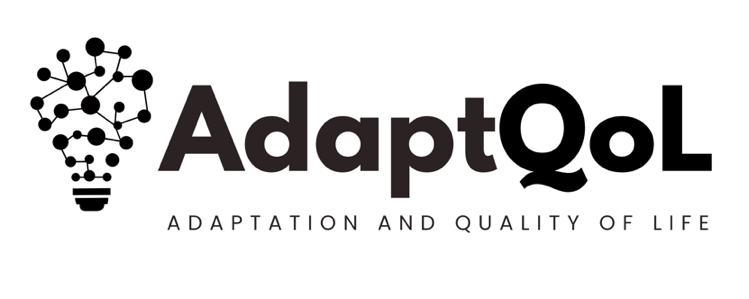 AdaptQoL
ADAPTATION AND QUALITY OF LIFE